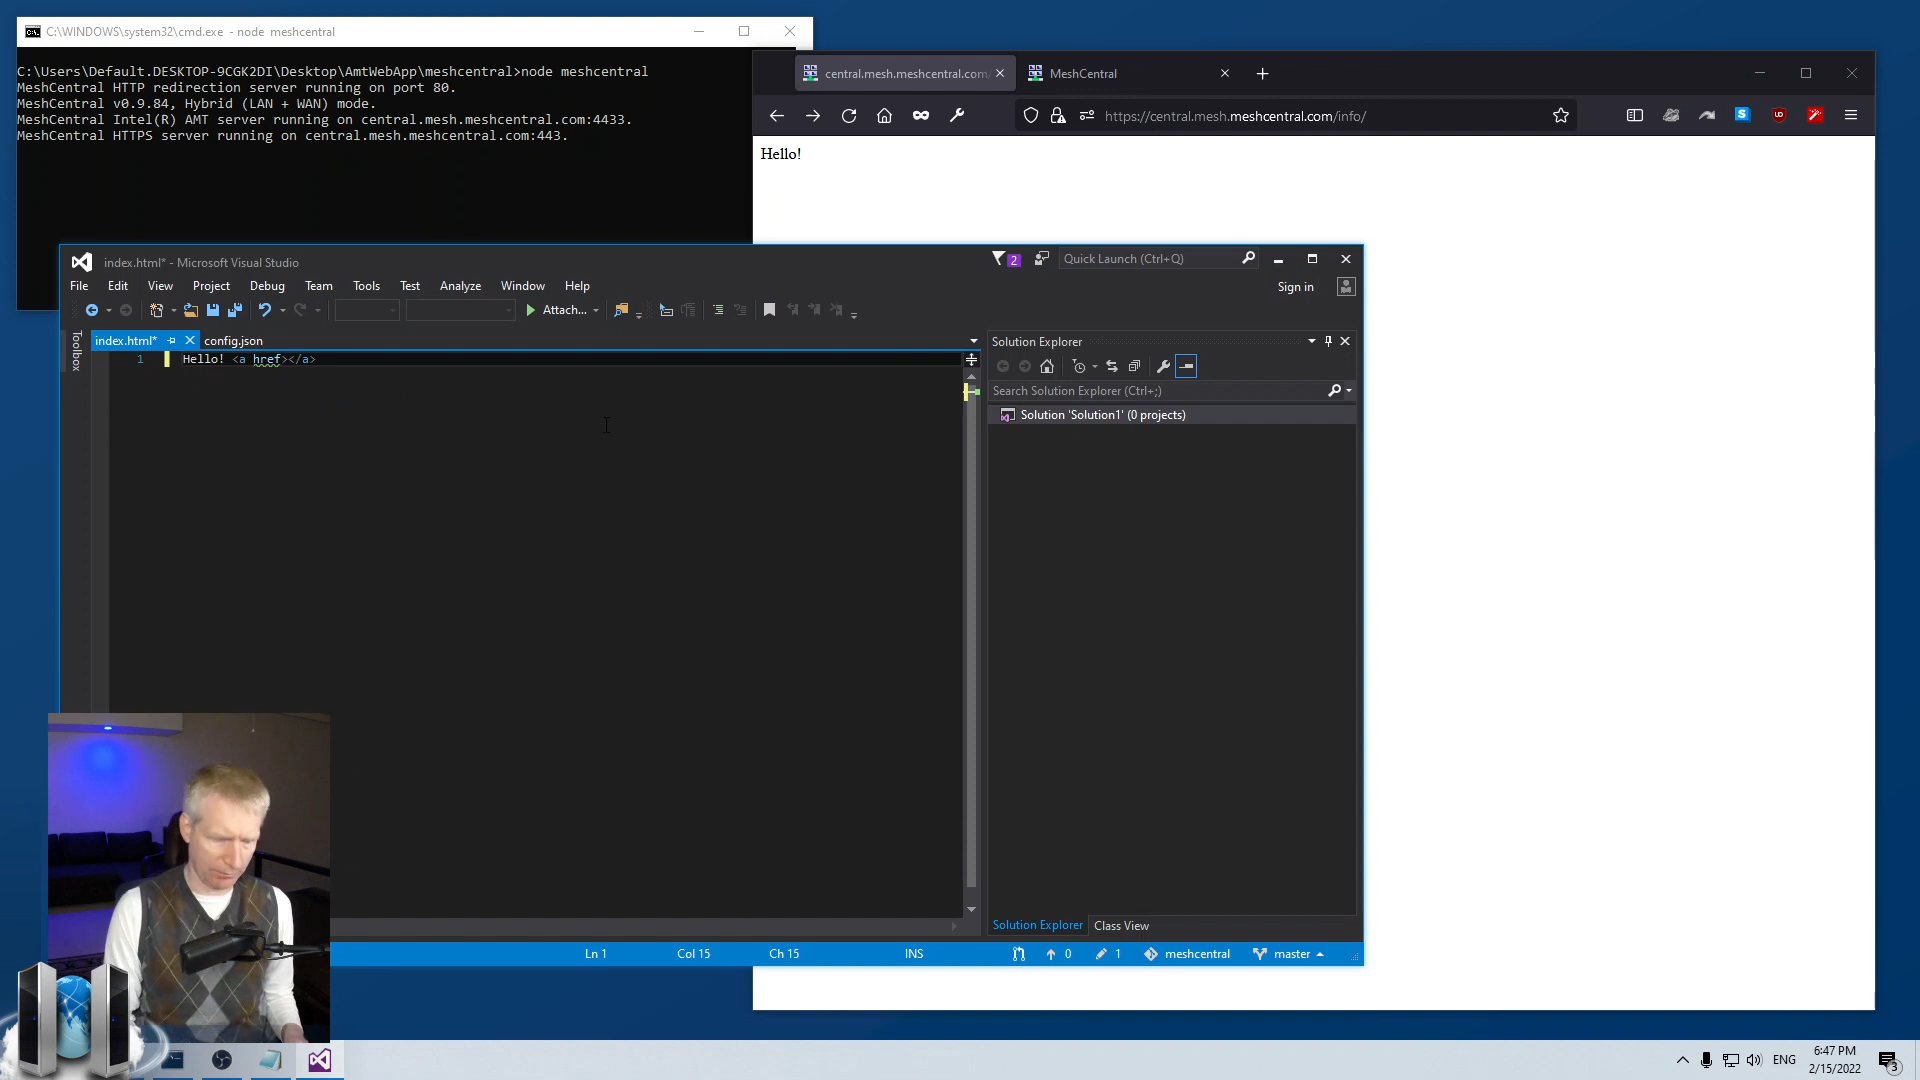 C:\WINDOWS\system32\cmd.exe - node meshcentral
C:\Users\Default.DESKTOP-9CGK2DI\Desktop\AmtWebApp\meshcentral>node meshcentral
MeshCentral HTTP redirection server running on port 80.
MeshCentral v0.9.84, Hybrid (LAN + WAN) mode.
MeshCentral Intel(R) AMT server running on central.mesh.meshcentral.com:4433.
MeshCentral HTTPS server running on central.mesh.meshcentral.com:443.
central.mesh.meshcentral.com/
MeshCentral
https://central.mesh.meshcentral.com/info/
Hello!
index.html* - Microsoft Visual Studio
2
Quick Launch (Ctrl+Q)
File Edit View Project Debug Team Tools Test Analyze Window Help
Sign in
Attach...
Toolbox
index.html*
config.json
1 Hello! <a href></a>
Solution Explorer
Search Solution Explorer (Ctrl+;)
Solution 'Solution1' (0 projects)
Solution Explorer
Class View
Ln 1 Col 15 Ch 15 INS
0 1 meshcentral master
ENG
6:47 PM
2/15/2022
3